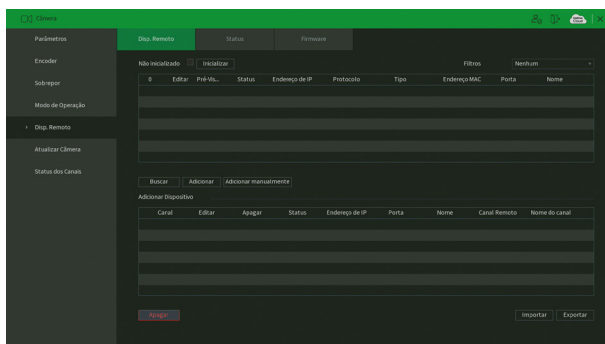 Câmera
Parâmetros
Encoder
Sobrepor
Modo de Operação
Disp. Remoto
Atualizar Câmera
Status dos Canais
Disp. Remoto Status Firmware
Não inicializado Inicializar Filtros Nenhum
0 Editar Pré-Vis... Status Endereço de IP Protocolo Tipo Endereço MAC Porta Nome
Buscar Adicionar Adicionar manualmente
Adicionar Dispositivo
Canal Editar Apagar Status Endereço de IP Porta Nome Canal Remoto Nome do canal
Apagar Importar Exportar